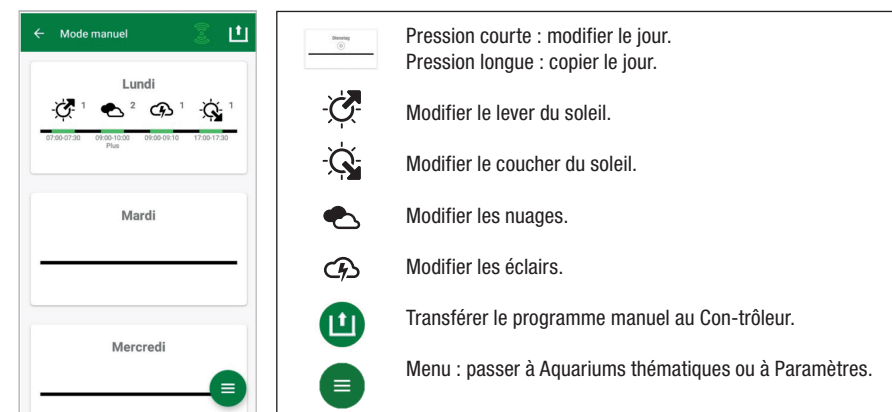 Mode manuel
Lundi
1 2 1 1
07:00-07:30 09:00-10:00 09:00-09:10 17:00-17:30
Plus
Mardi
Mercredi
Dienstag
Pression courte : modifier le jour.
Pression longue : copier le jour.
Modifier le lever du soleil.
Modifier le coucher du soleil.
Modifier les nuages.
Modifier les éclairs.
Transférer le programme manuel au Con-trôleur.
Menu : passer à Aquariums thématiques ou à Paramètres.